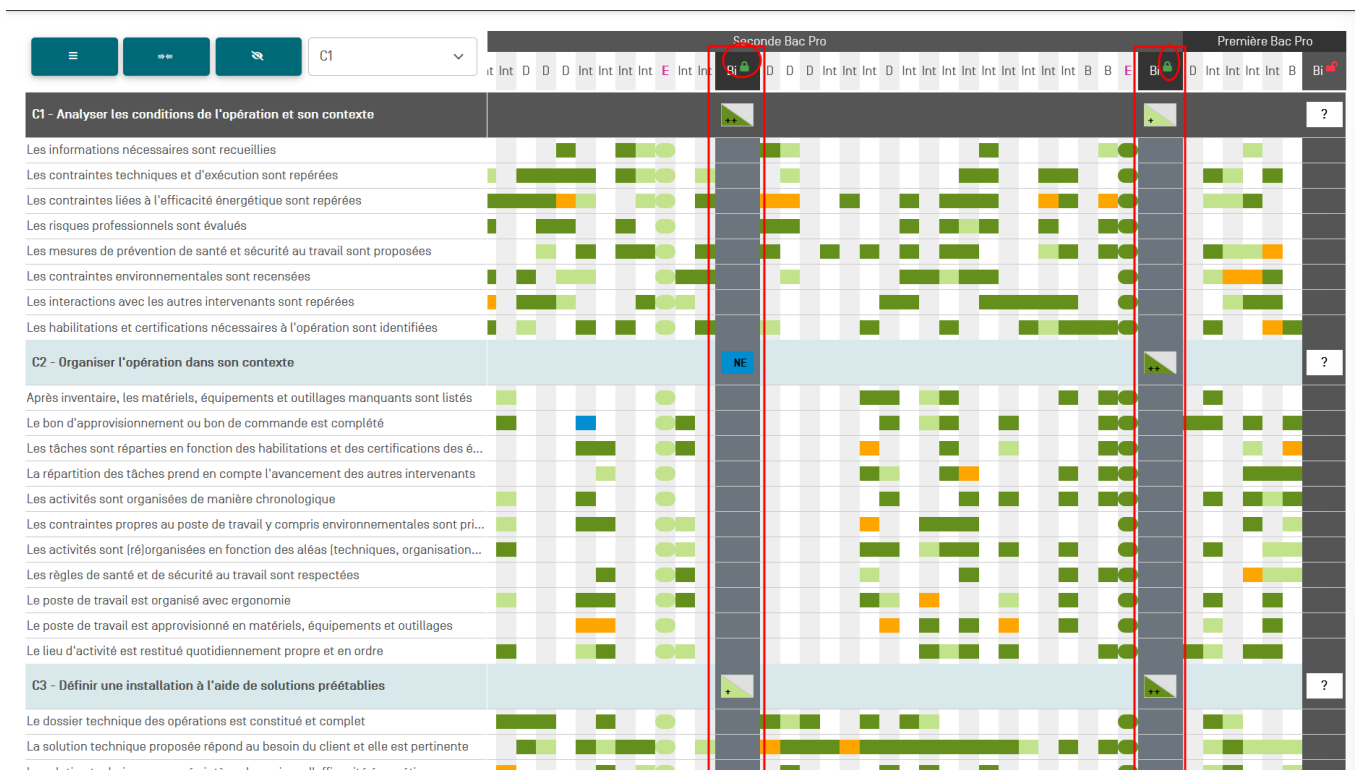 C1
Seconde Bac Pro
Première Bac Pro
t Int D D D Int Int Int Int E Int Int Bi D D D Int Int Int D Int Int Int Int Int Int Int Int Int B B E Bi D Int Int Int Int B Bi
C1 - Analyser les conditions de l'opération et son contexte ++ + ?
Les informations nécessaires sont recueillies
Les contraintes techniques et d'exécution sont repérées
Les contraintes liées à l'efficacité énergétique sont repérées
Les risques professionnels sont évalués
Les mesures de prévention de santé et sécurité au travail sont proposées
Les contraintes environnementales sont recensées
Les interactions avec les autres intervenants sont repérées
Les habilitations et certifications nécessaires à l'opération sont identifiées
C2 - Organiser l'opération dans son contexte NE ++ ?
Après inventaire, les matériels, équipements et outillages manquants sont listés
Le bon d'approvisionnement ou bon de commande est complété
Les tâches sont réparties en fonction des habilitations et des certifications des é...
La répartition des tâches prend en compte l'avancement des autres intervenants
Les activités sont organisées de manière chronologique
Les contraintes propres au poste de travail y compris environnementales sont pri...
Les activités sont (ré)organisées en fonction des aléas (techniques, organisation...
Les règles de santé et de sécurité au travail sont respectées
Le poste de travail est organisé avec ergonomie
Le poste de travail est approvisionné en matériels, équipements et outillages
Le lieu d'activité est restitué quotidiennement propre et en ordre
C3 - Définir une installation à l'aide de solutions préétablies + ++ ?
Le dossier technique des opérations est constitué et complet
La solution technique proposée répond au besoin du client et elle est pertinente